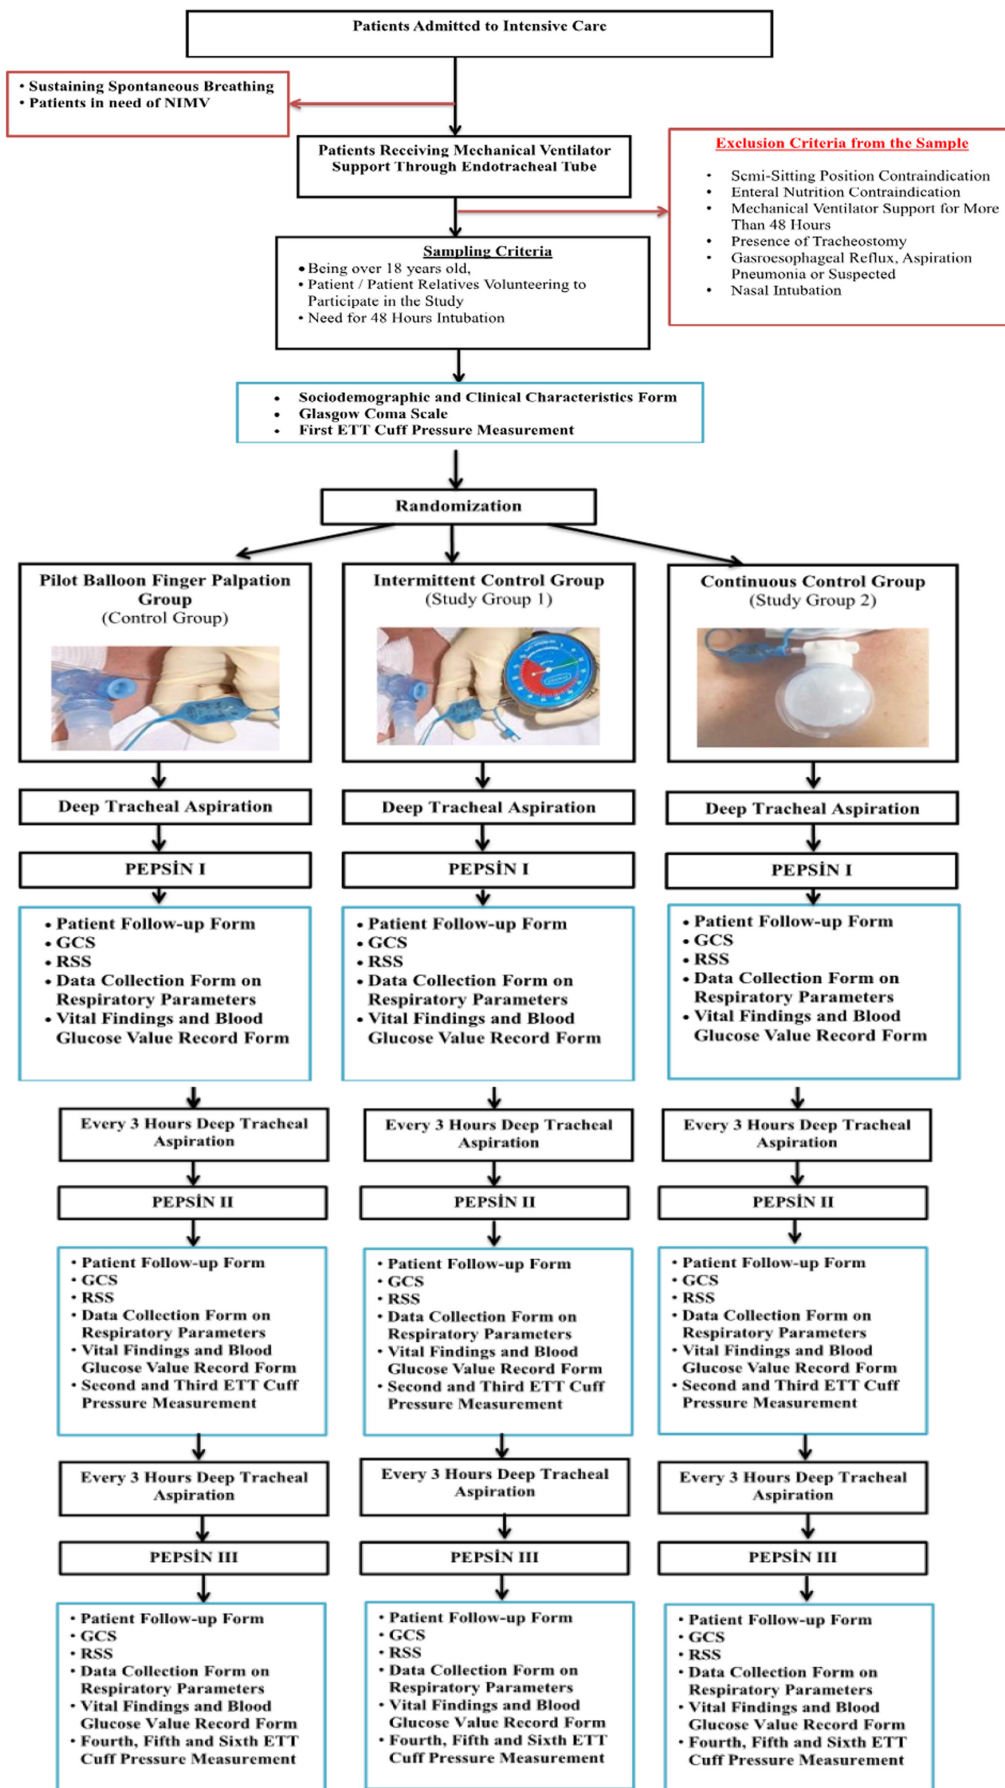 Patients Admitted to Intensive Care
• Sustaining Spontaneous Breathing
• Patients in need of NIMV
Patients Receiving Mechanical Ventilator
Support Through Endotracheal Tube
Exclusion Criteria from the Sample
• Semi-Sitting Position Contraindication
• Enteral Nutrition Contraindication
• Mechanical Ventilator Support for More
Than 48 Hours
• Presence of Tracheostomy
• Gasroesophageal Reflux, Aspiration
Pneumonia or Suspected
• Nasal Intubation
Sampling Criteria
• Being over 18 years old,
• Patient / Patient Relatives Volunteering to
Participate in the Study
• Need for 48 Hours Intubation
• Sociodemographic and Clinical Characteristics Form
• Glasgow Coma Scale
• First ETT Cuff Pressure Measurement
Randomization
Pilot Balloon Finger Palpation
Group
(Control Group)
Intermittent Control Group
(Study Group 1)
Continuous Control Group
(Study Group 2)
Deep Tracheal Aspiration
Deep Tracheal Aspiration
Deep Tracheal Aspiration
PEPSİN I
PEPSİN I
PEPSİN I
• Patient Follow-up Form
• GCS
• RSS
• Data Collection Form on
Respiratory Parameters
• Vital Findings and Blood
Glucose Value Record Form
• Patient Follow-up Form
• GCS
• RSS
• Data Collection Form on
Respiratory Parameters
• Vital Findings and Blood
Glucose Value Record Form
• Patient Follow-up Form
• GCS
• RSS
• Data Collection Form on
Respiratory Parameters
• Vital Findings and Blood
Glucose Value Record Form
Every 3 Hours Deep Tracheal
Aspiration
Every 3 Hours Deep Tracheal
Aspiration
Every 3 Hours Deep Tracheal
Aspiration
PEPSİN II
PEPSİN II
PEPSİN II
• Patient Follow-up Form
• GCS
• RSS
• Data Collection Form on
Respiratory Parameters
• Vital Findings and Blood
Glucose Value Record Form
• Second and Third ETT Cuff
Pressure Measurement
• Patient Follow-up Form
• GCS
• RSS
• Data Collection Form on
Respiratory Parameters
• Vital Findings and Blood
Glucose Value Record Form
• Second and Third ETT Cuff
Pressure Measurement
• Patient Follow-up Form
• GCS
• RSS
• Data Collection Form on
Respiratory Parameters
• Vital Findings and Blood
Glucose Value Record Form
• Second and Third ETT Cuff
Pressure Measurement
Every 3 Hours Deep Tracheal
Aspiration
Every 3 Hours Deep Tracheal
Aspiration
Every 3 Hours Deep Tracheal
Aspiration
PEPSİN III
PEPSİN III
PEPSİN III
• Patient Follow-up Form
• GCS
• RSS
• Data Collection Form on
Respiratory Parameters
• Vital Findings and Blood
Glucose Value Record Form
• Fourth, Fifth and Sixth ETT
Cuff Pressure Measurement
• Patient Follow-up Form
• GCS
• RSS
• Data Collection Form on
Respiratory Parameters
• Vital Findings and Blood
Glucose Value Record Form
• Fourth, Fifth and Sixth ETT
Cuff Pressure Measurement
• Patient Follow-up Form
• GCS
• RSS
• Data Collection Form on
Respiratory Parameters
• Vital Findings and Blood
Glucose Value Record Form
• Fourth, Fifth and Sixth ETT
Cuff Pressure Measurement